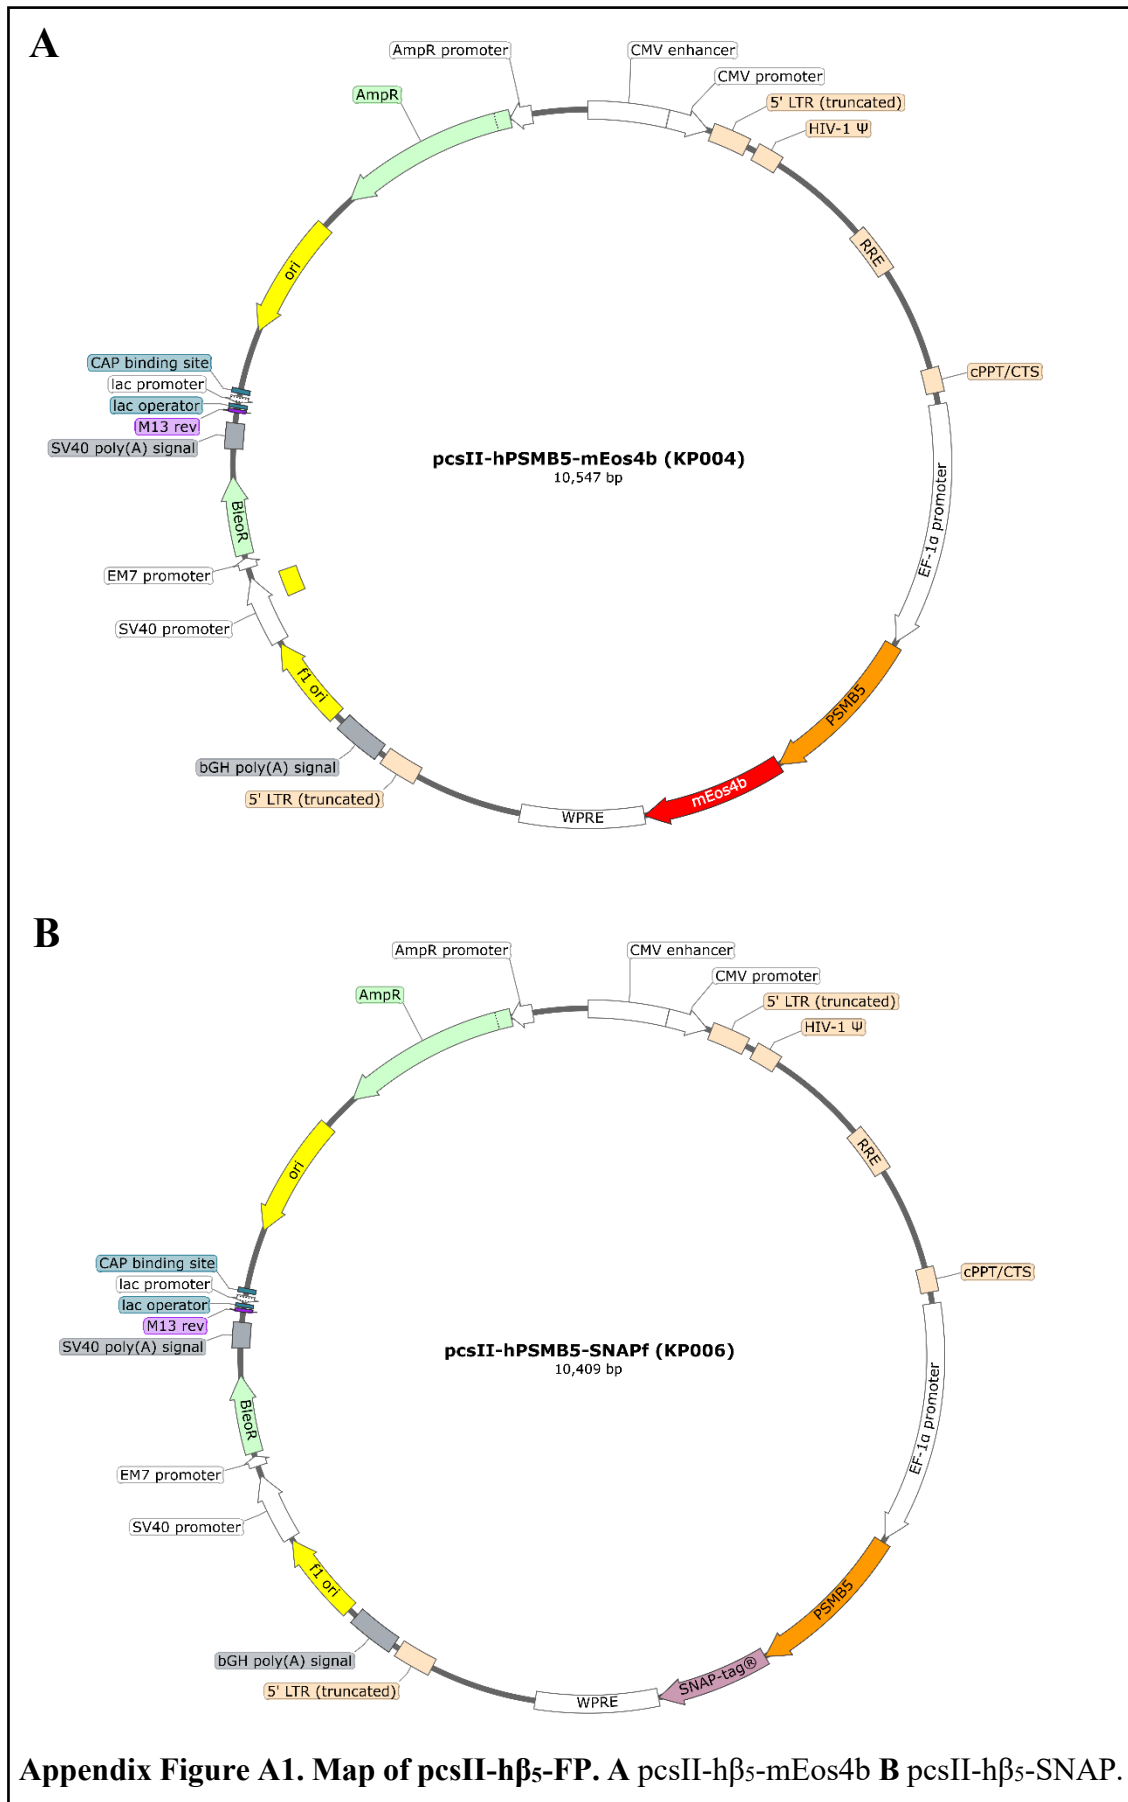 A
AmpR promoter
CMV enhancer
CMV promoter
AmpR
5' LTR (truncated)
HIV-1 Ψ
RRE
ori
CAP binding site
lac promoter
lac operator
M13 rev
SV40 poly(A) signal
cPPT/CTS
pcsII-hPSMB5-mEos4b (KP004)
10,547 bp
BleoR
EF-1α promoter
EM7 promoter
SV40 promoter
f1 ori
PSMB5
bGH poly(A) signal
5' LTR (truncated)
mEos4b
WPRE
B
AmpR promoter
CMV enhancer
CMV promoter
AmpR
5' LTR (truncated)
HIV-1 Ψ
RRE
ori
CAP binding site
lac promoter
lac operator
M13 rev
SV40 poly(A) signal
cPPT/CTS
pcsII-hPSMB5-SNAPf (KP006)
10,409 bp
BleoR
EF-1α promoter
EM7 promoter
SV40 promoter
f1 ori
PSMB5
bGH poly(A) signal
5' LTR (truncated)
SNAP-tag®
WPRE
Appendix Figure A1. Map of pcsII-hβ₅-FP. A pcsII-hβ₅-mEos4b B pcsII-hβ₅-SNAP.